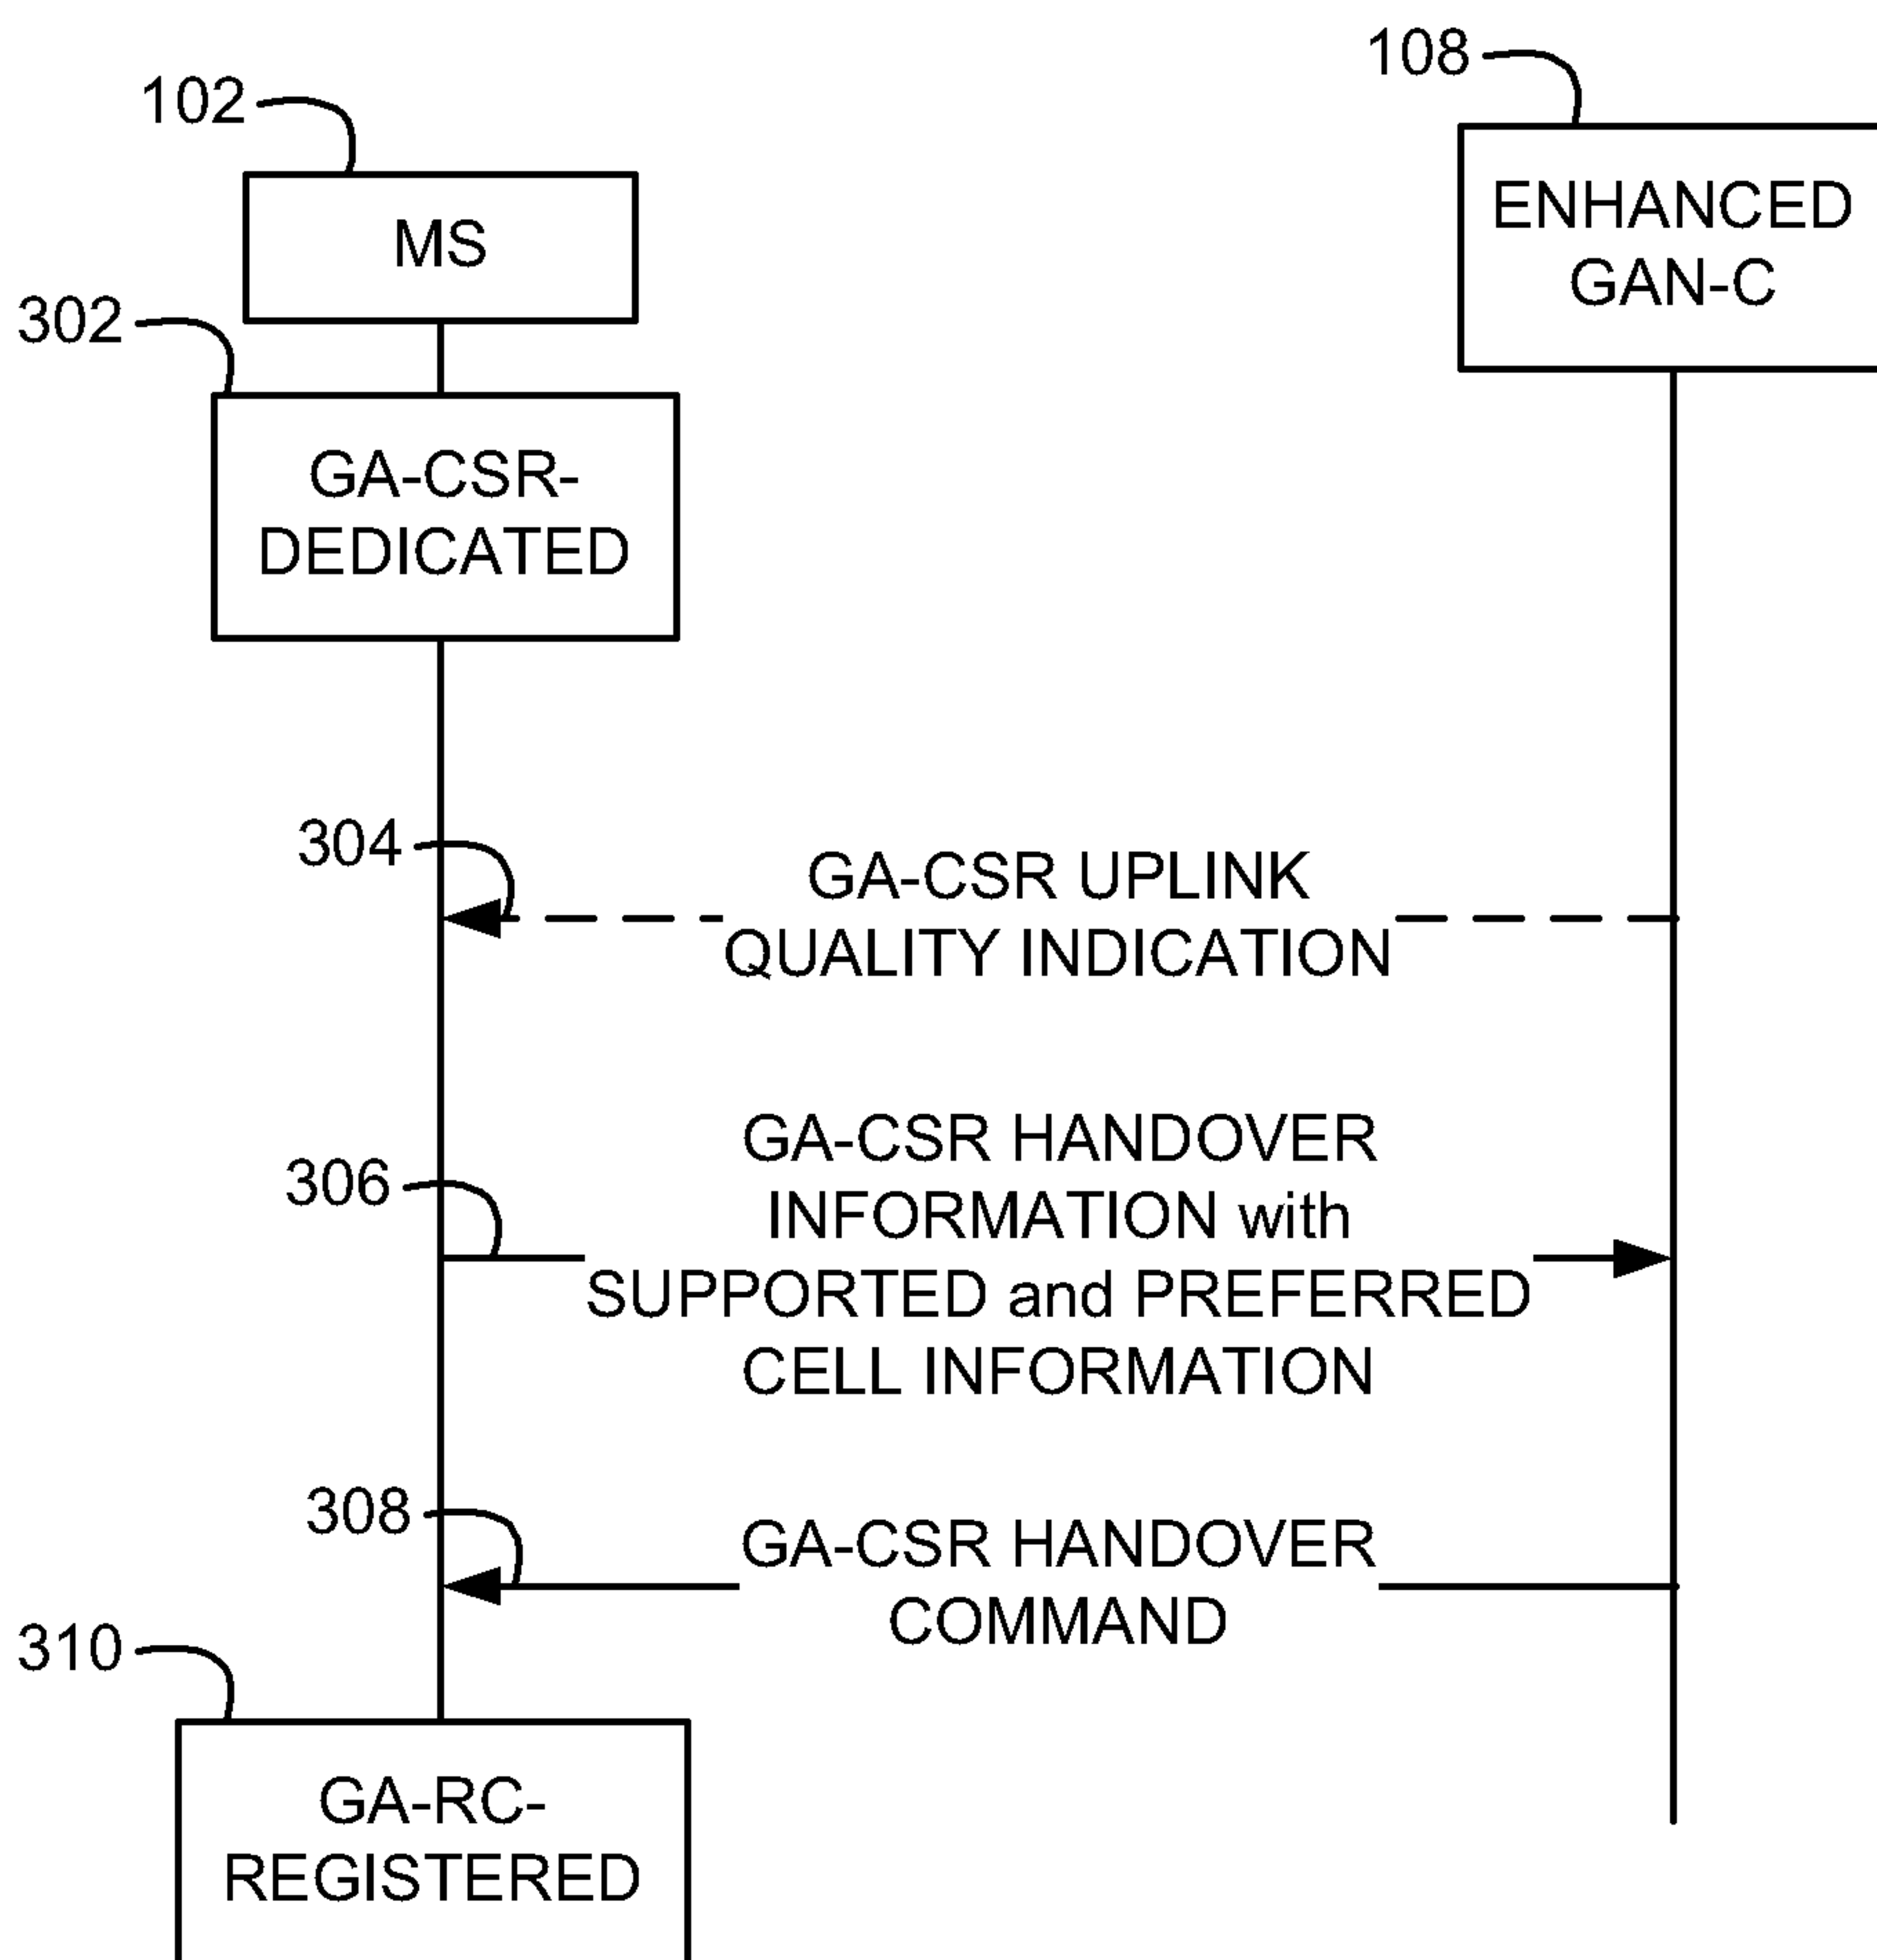 108
102
ENHANCED
GAN-C
MS
302
GA-CSR-
DEDICATED
304
GA-CSR UPLINK
QUALITY INDICATION
GA-CSR HANDOVER
INFORMATION with
SUPPORTED and PREFERRED
CELL INFORMATION
306
308
GA-CSR HANDOVER
COMMAND
310
GA-RC-
REGISTERED